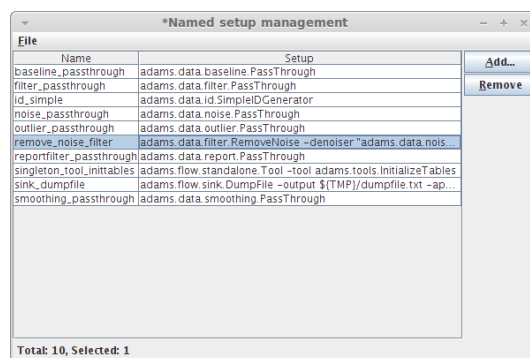 *Named setup management
File
Name Setup
baseline_passthrough adams.data.baseline.PassThrough
filter_passthrough adams.data.filter.PassThrough
id_simple adams.data.id.SimpleIDGenerator
noise_passthrough adams.data.noise.PassThrough
outlier_passthrough adams.data.outlier.PassThrough
remove_noise_filter adams.data.filter.RemoveNoise -denoiser "adams.data.nois...
reportfilter_passthrough adams.data.report.PassThrough
singleton_tool_inittables adams.flow.standalone.Tool -tool adams.tools.InitializeTables
sink_dumpfile adams.flow.sink.DumpFile -output ${TMP}/dumpfile.txt -ap...
smoothing_passthrough adams.data.smoothing.PassThrough
Add...
Remove
Total: 10, Selected: 1